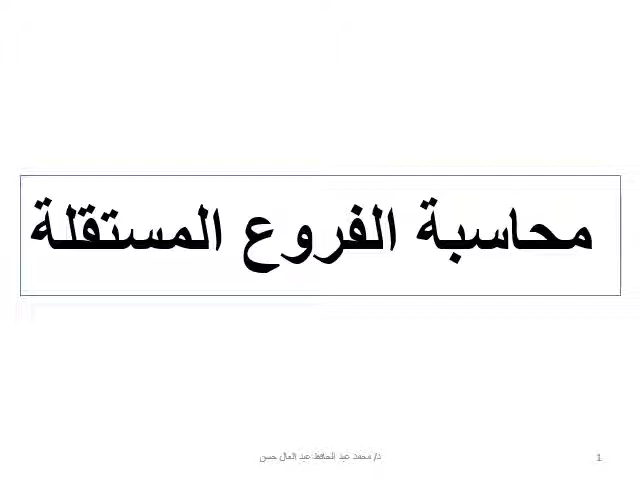 محاسبة الفروع المستقلة
د/ محمد عبد الحافظ عبد العال حسن
1